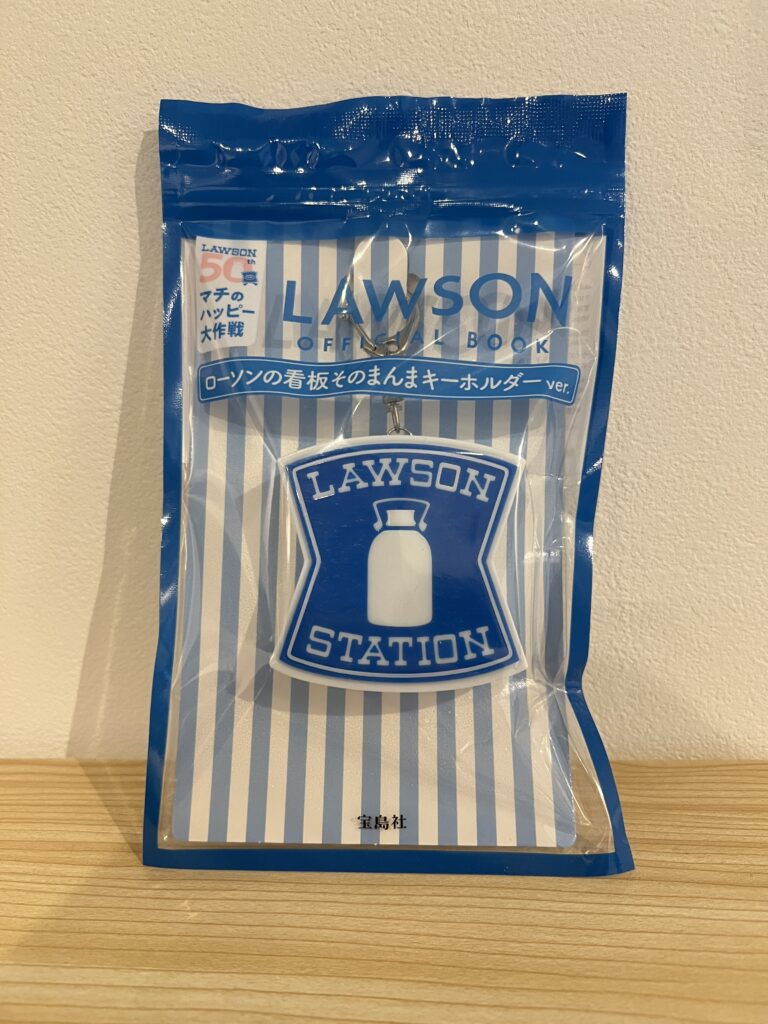 LAWSON
50th
マチの
ハッピー
大作戦
LAWSON
OFFICIAL BOOK
ローソンの看板そのまんまキーホルダー ver.
LAWSON
STATION
宝島社